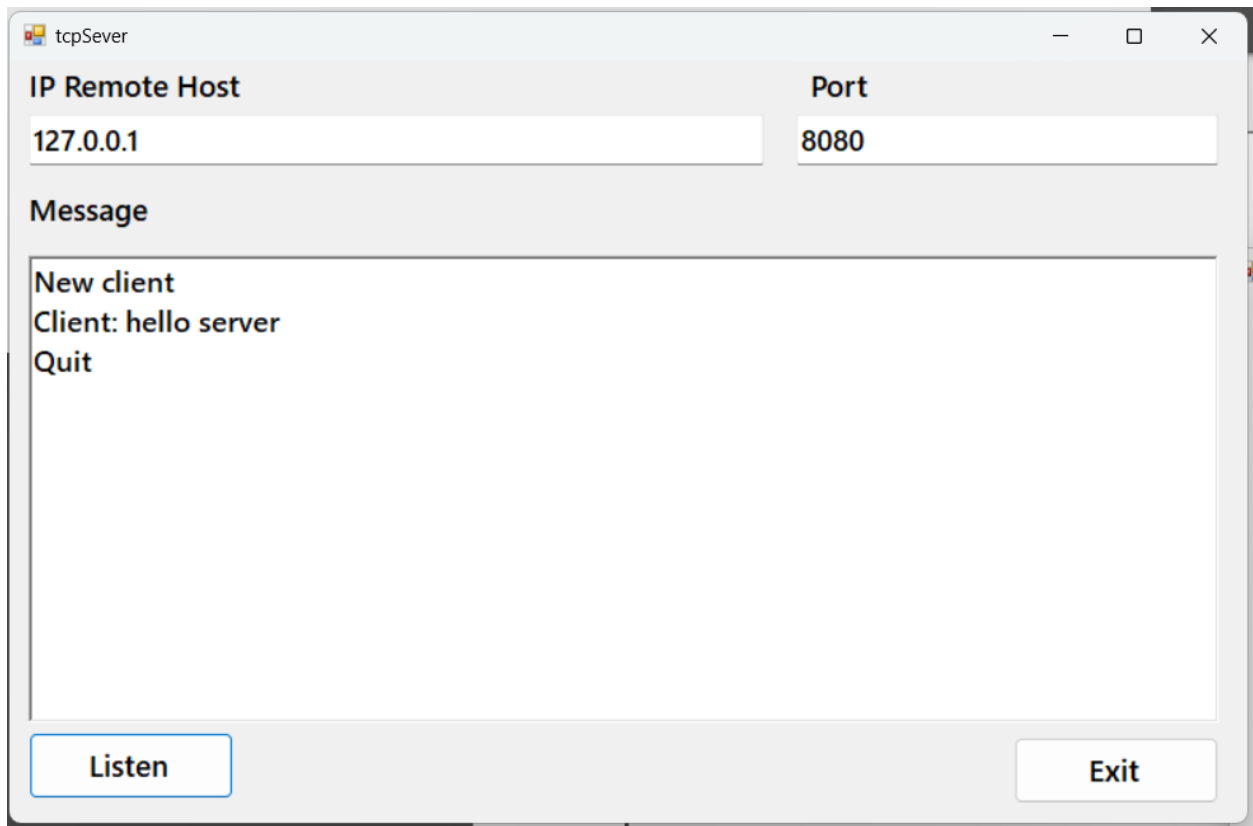 tcpSever
IP Remote Host Port
127.0.0.1 8080
Message
New client
Client: hello server
Quit
Listen Exit